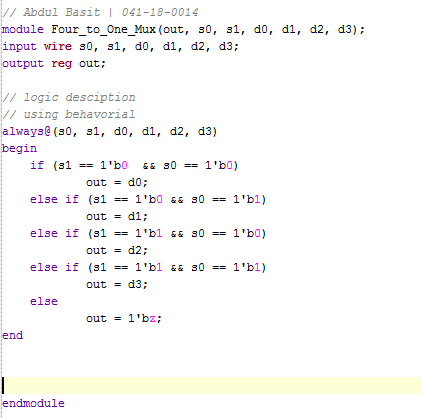 // Abdul Basit | 041-18-0014
module Four_to_One_Mux(out, s0, s1, d0, d1, d2, d3);
input wire s0, s1, d0, d1, d2, d3;
output reg out;
// logic desciption
// using behavorial
always@(s0, s1, d0, d1, d2, d3)
begin
if (s1 == 1'b0 && s0 == 1'b0)
out = d0;
else if (s1 == 1'b0 && s0 == 1'b1)
out = d1;
else if (s1 == 1'b1 && s0 == 1'b0)
out = d2;
else if (s1 == 1'b1 && s0 == 1'b1)
out = d3;
else
out = 1'bz;
end
endmodule